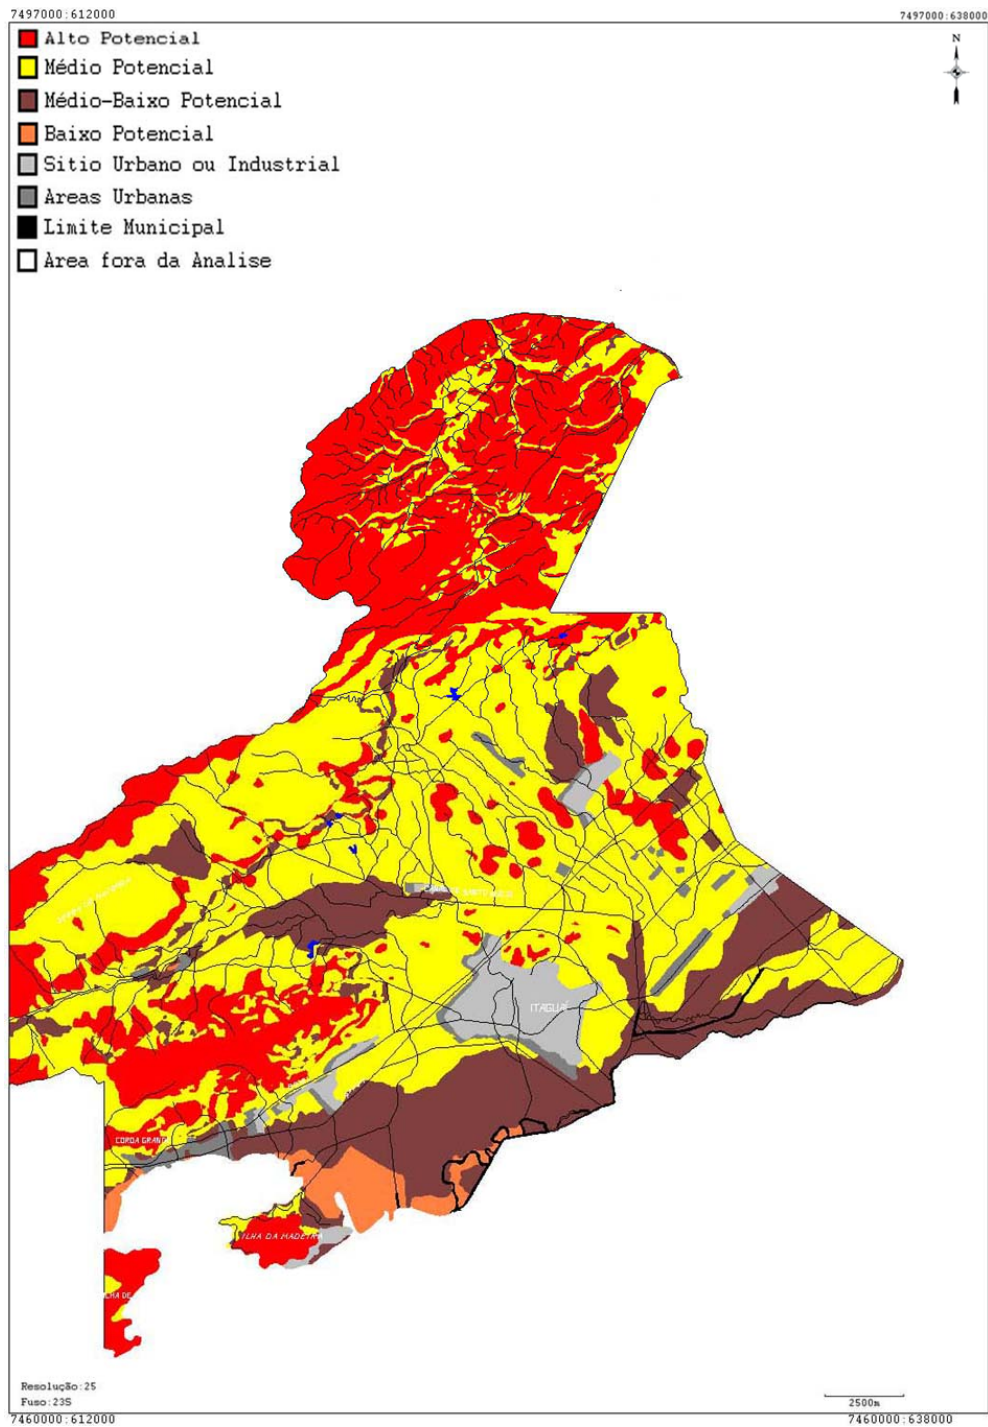 7497000:612000
7497000:638000
N
Alto Potencial
Médio Potencial
Médio-Baixo Potencial
Baixo Potencial
Sitio Urbano ou Industrial
Areas Urbanas
Limite Municipal
Area fora da Analise
ITAGUAÍ
COROA GRANDE
ILHA DA MADEIRA
Resolução:25
Fuso:23S
2500m
7460000:612000
7460000:638000